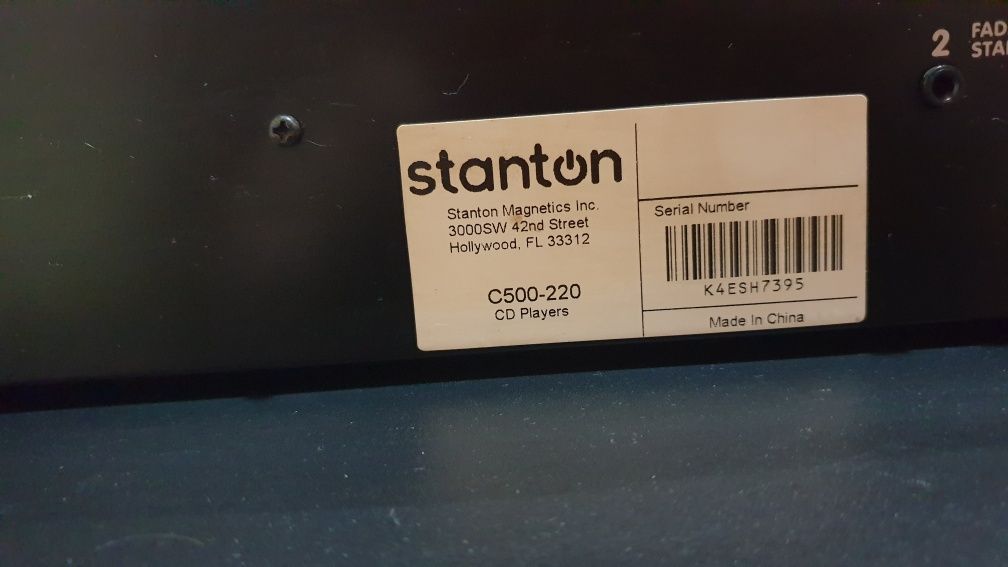 2
stanton
Stanton Magnetics Inc.
3000SW 42nd Street
Hollywood, FL 33312
C500-220
CD Players
Serial Number
K4ESH7395
Made In China